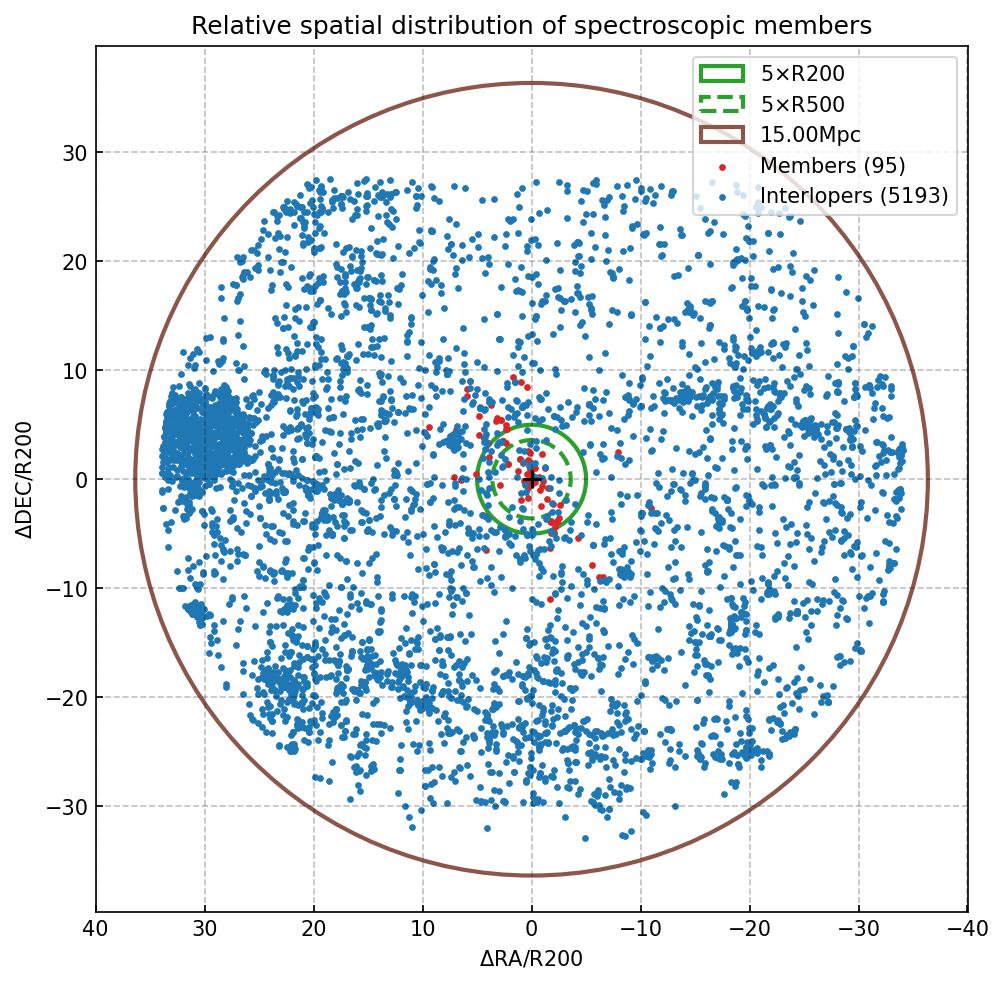 Relative spatial distribution of spectroscopic members
5×R200
5×R500
15.00Mpc
Members (95)
Interlopers (5193)
30
20
10
0
−10
−20
−30
ΔDEC/R200
40 30 20 10 0 −10 −20 −30 −40
ΔRA/R200